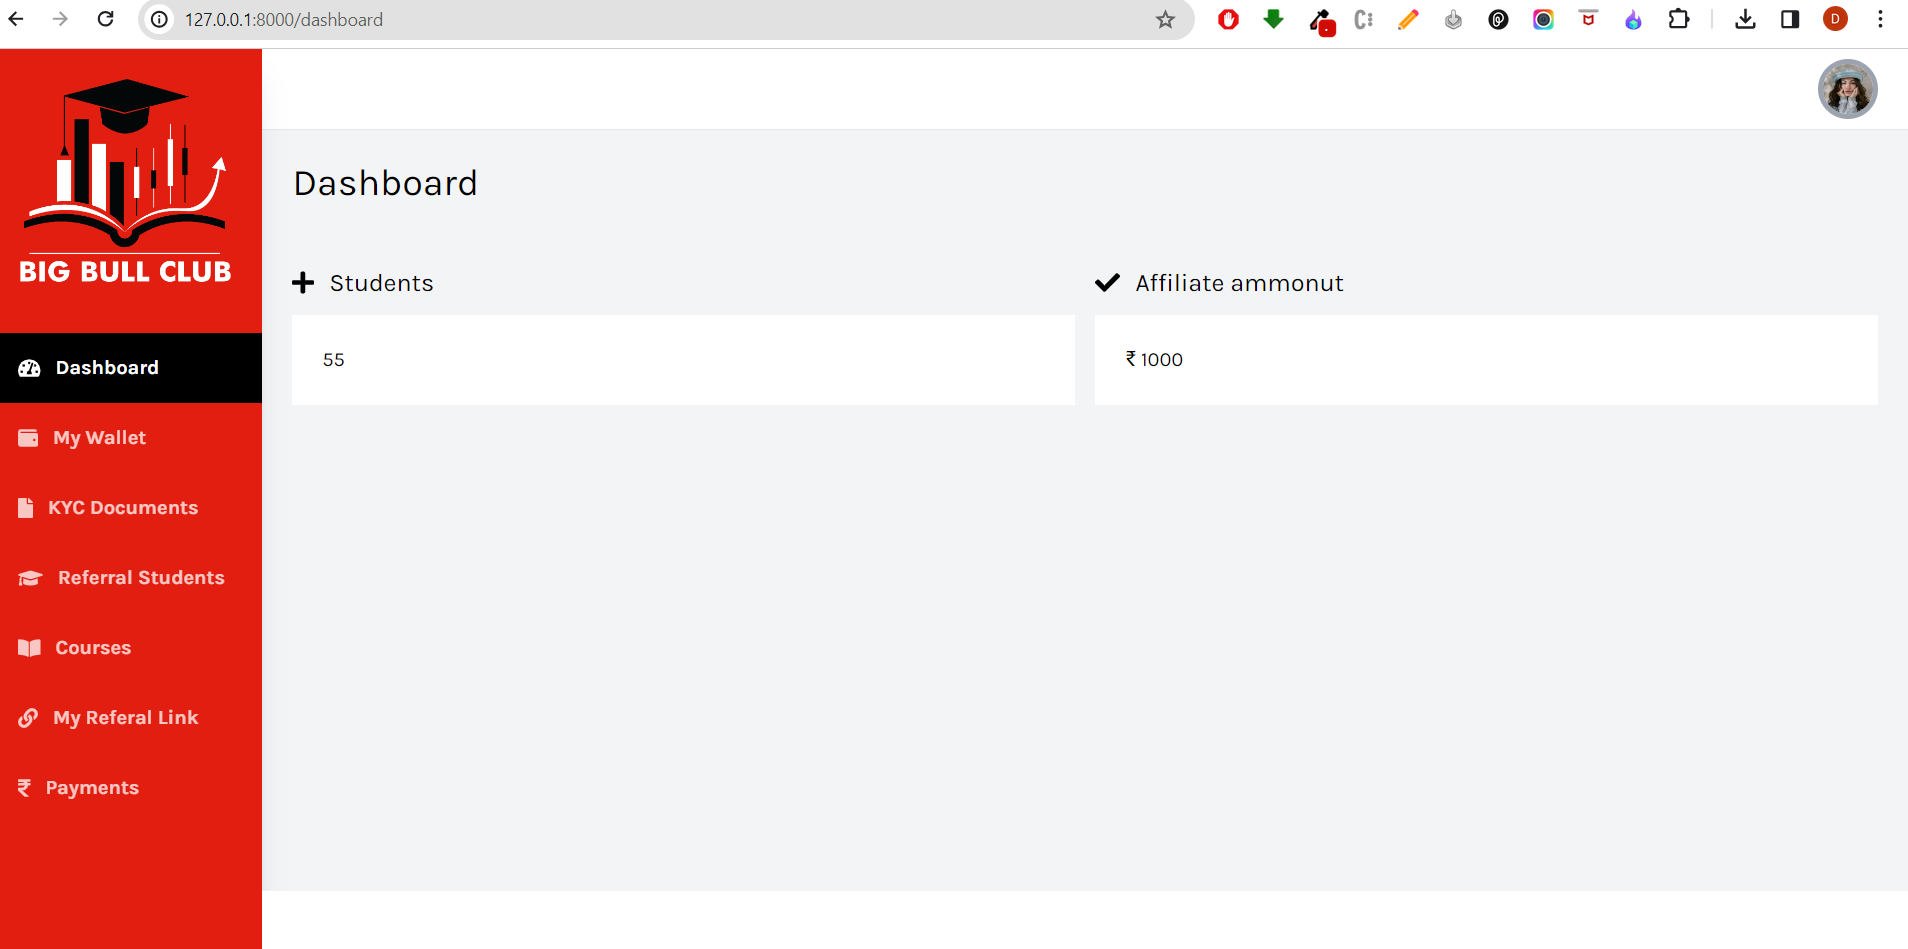 127.0.0.1:8000/dashboard
D
BIG BULL CLUB
Dashboard
My Wallet
KYC Documents
Referral Students
Courses
My Referal Link
Payments
Dashboard
Students
55
Affiliate ammonut
₹ 1000